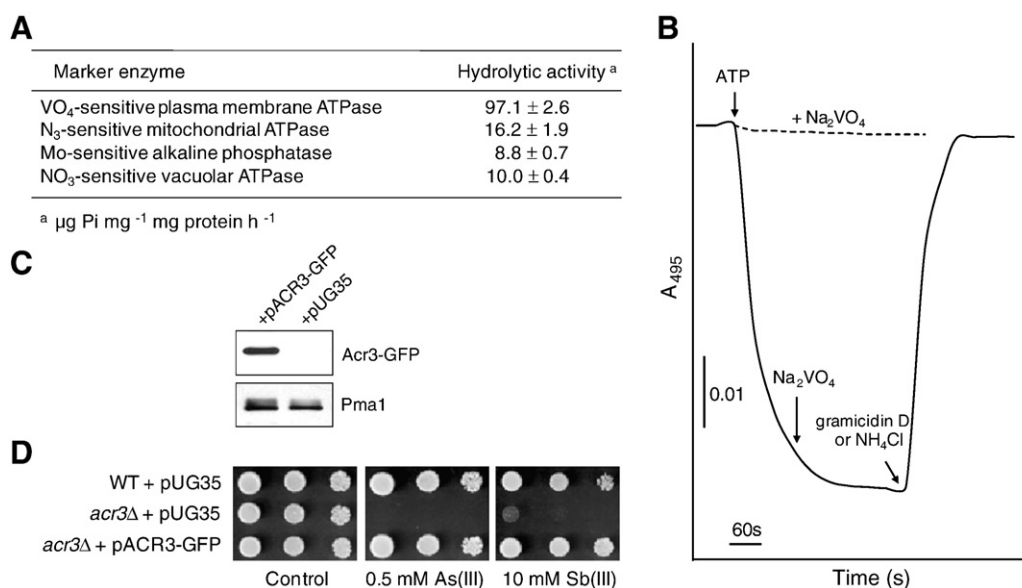 A
Marker enzyme Hydrolytic activity a
VO4-sensitive plasma membrane ATPase 97.1 ± 2.6
N3-sensitive mitochondrial ATPase 16.2 ± 1.9
Mo-sensitive alkaline phosphatase 8.8 ± 0.7
NO3-sensitive vacuolar ATPase 10.0 ± 0.4
a µg Pi mg -1 mg protein h -1
B
ATP
+ Na2VO4
A495
0.01
Na2VO4
gramicidin D
or NH4Cl
60s
Time (s)
C
+pACR3-GFP
+pUG35
Acr3-GFP
Pma1
D
WT + pUG35
acr3Δ + pUG35
acr3Δ + pACR3-GFP
Control 0.5 mM As(III) 10 mM Sb(III)